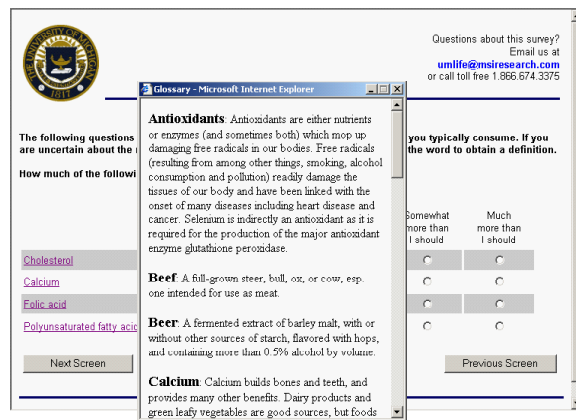 THE UNIVERSITY OF MICHIGAN
1817
Questions about this survey?
Email us at
umlife@msiresearch.com
or call toll free 1.866.674.3375
Glossary - Microsoft Internet Explorer
Antioxidants: Antioxidants are either nutrients
or enzymes (and sometimes both) which mop up
damaging free radicals in our bodies. Free radicals
(resulting from among other things, smoking, alcohol
consumption and pollution) readily damage the
tissues of our body and have been linked with the
onset of many diseases including heart disease and
cancer. Selenium is indirectly an antioxidant as it is
required for the production of the major antioxidant
enzyme glutathione peroxidase.
Beef: A full-grown steer, bull, ox, or cow, esp.
one intended for use as meat.
Beer: A fermented extract of barley malt, with or
without other sources of starch, flavored with hops,
and containing more than 0.5% alcohol by volume.
Calcium: Calcium builds bones and teeth, and
provides many other benefits. Dairy products and
green leafy vegetables are good sources, but foods
The following questions you typically consume. If you
are uncertain about the the word to obtain a definition.
How much of the followi
Somewhat more than I should
Much more than I should
Cholesterol
Calcium
Folic acid
Polyunsaturated fatty acid
Next Screen
Previous Screen